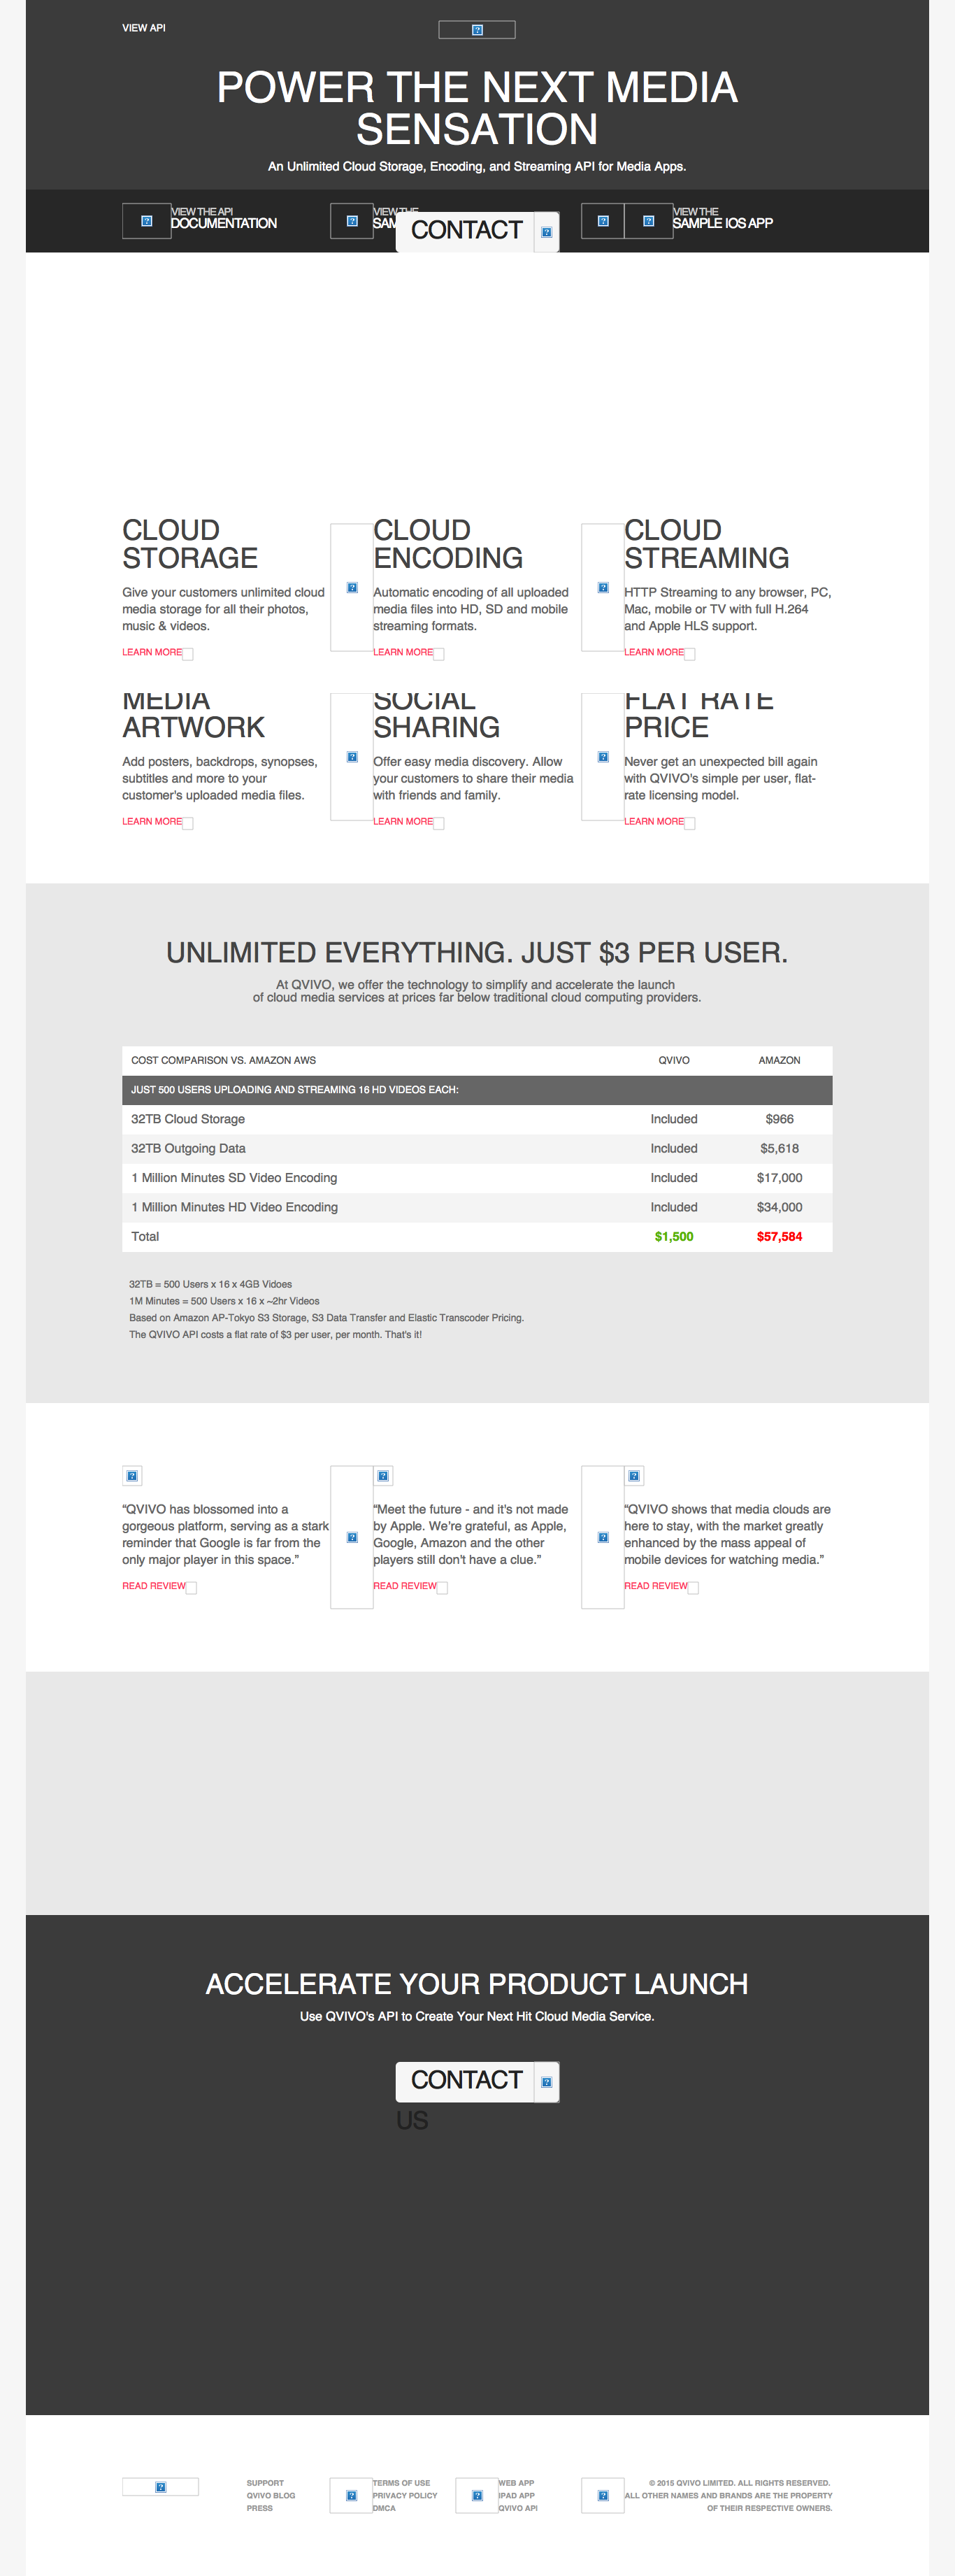 VIEW API
POWER THE NEXT MEDIA
SENSATION
An Unlimited Cloud Storage, Encoding, and Streaming API for Media Apps.
VIEW THE API
DOCUMENTATION
VIEW THE
SAM
CONTACT
VIEW THE
SAMPLE IOS APP
CLOUD
STORAGE
Give your customers unlimited cloud
media storage for all their photos,
music & videos.
LEARN MORE
CLOUD
ENCODING
Automatic encoding of all uploaded
media files into HD, SD and mobile
streaming formats.
LEARN MORE
CLOUD
STREAMING
HTTP Streaming to any browser, PC,
Mac, mobile or TV with full H.264
and Apple HLS support.
LEARN MORE
MEDIA
ARTWORK
Add posters, backdrops, synopses,
subtitles and more to your
customer's uploaded media files.
LEARN MORE
SOCIAL
SHARING
Offer easy media discovery. Allow
your customers to share their media
with friends and family.
LEARN MORE
FLAT RATE
PRICE
Never get an unexpected bill again
with QVIVO's simple per user, flat-
rate licensing model.
LEARN MORE
UNLIMITED EVERYTHING. JUST $3 PER USER.
At QVIVO, we offer the technology to simplify and accelerate the launch
of cloud media services at prices far below traditional cloud computing providers.
COST COMPARISON VS. AMAZON AWS QVIVO AMAZON
JUST 500 USERS UPLOADING AND STREAMING 16 HD VIDEOS EACH:
32TB Cloud Storage Included $966
32TB Outgoing Data Included $5,618
1 Million Minutes SD Video Encoding Included $17,000
1 Million Minutes HD Video Encoding Included $34,000
Total $1,500 $57,584
32TB = 500 Users x 16 x 4GB Vidoes
1M Minutes = 500 Users x 16 x ~2hr Videos
Based on Amazon AP-Tokyo S3 Storage, S3 Data Transfer and Elastic Transcoder Pricing.
The QVIVO API costs a flat rate of $3 per user, per month. That's it!
“QVIVO has blossomed into a
gorgeous platform, serving as a stark
reminder that Google is far from the
only major player in this space.”
READ REVIEW
“Meet the future - and it's not made
by Apple. We're grateful, as Apple,
Google, Amazon and the other
players still don't have a clue.”
READ REVIEW
“QVIVO shows that media clouds are
here to stay, with the market greatly
enhanced by the mass appeal of
mobile devices for watching media.”
READ REVIEW
ACCELERATE YOUR PRODUCT LAUNCH
Use QVIVO's API to Create Your Next Hit Cloud Media Service.
CONTACT
US
SUPPORT
QVIVO BLOG
PRESS
TERMS OF USE
PRIVACY POLICY
DMCA
WEB APP
IPAD APP
QVIVO API
© 2015 QVIVO LIMITED. ALL RIGHTS RESERVED.
ALL OTHER NAMES AND BRANDS ARE THE PROPERTY
OF THEIR RESPECTIVE OWNERS.